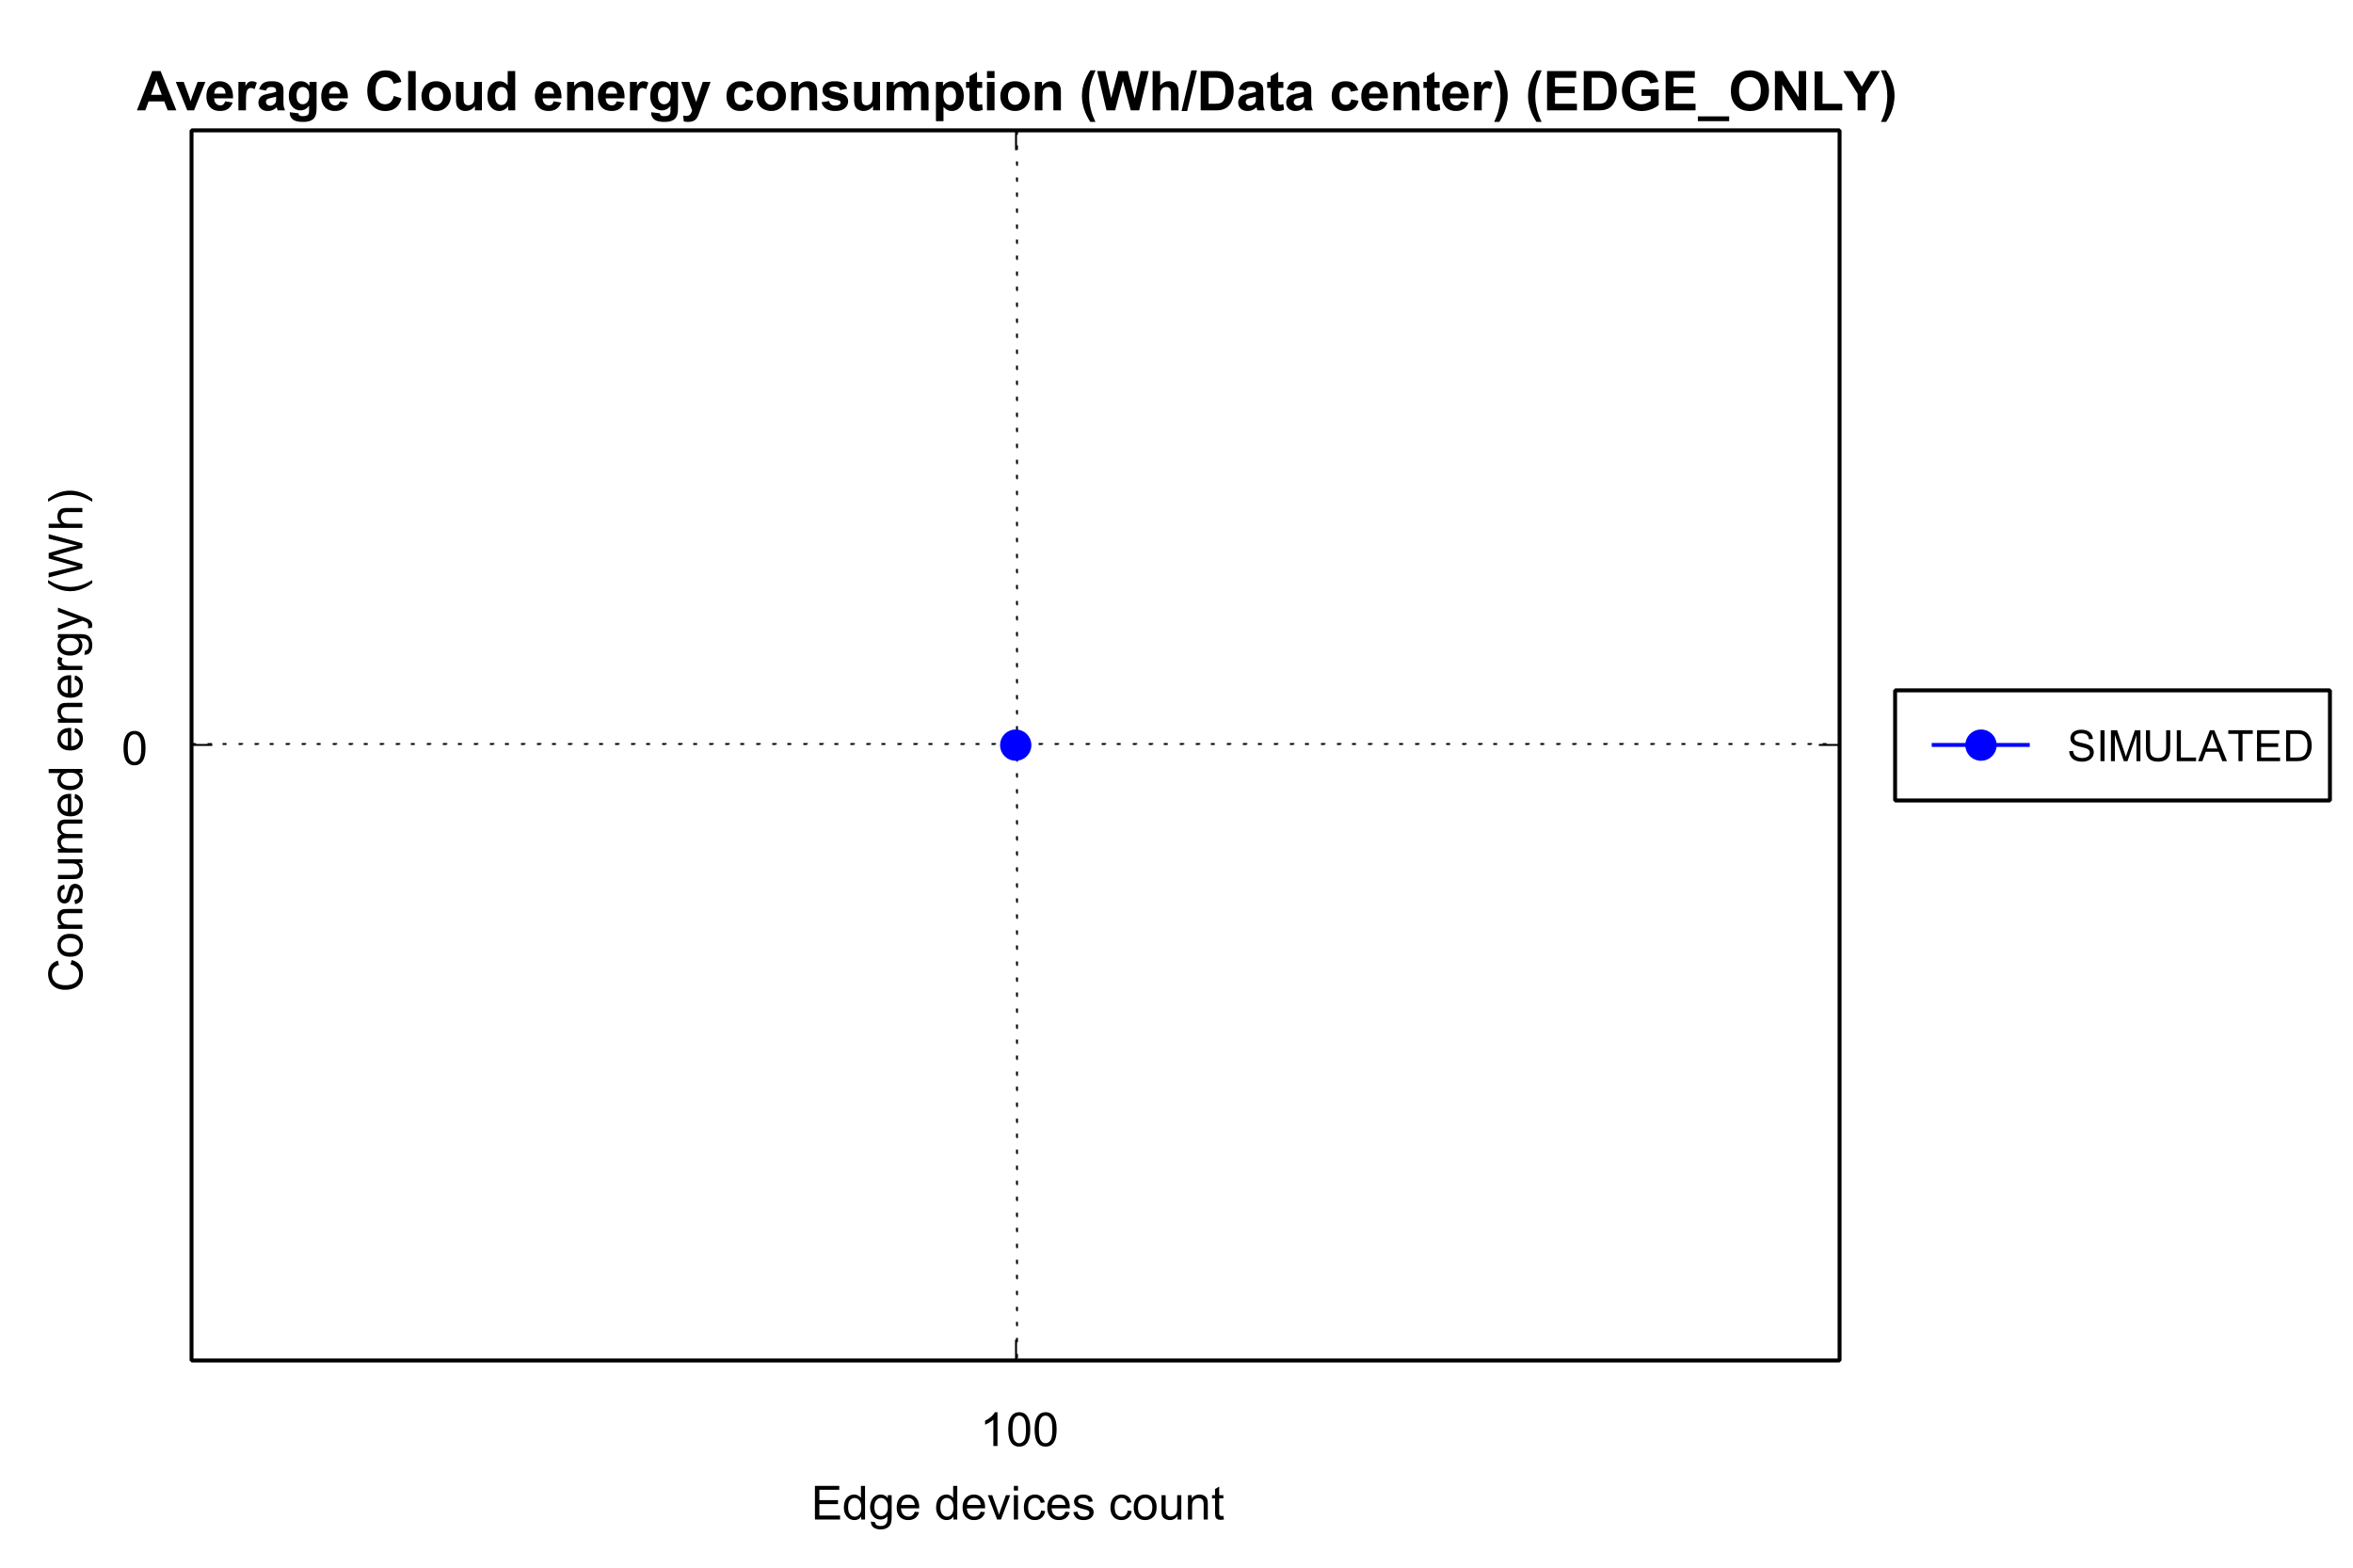 Average Cloud energy consumption (Wh/Data center) (EDGE_ONLY)
Consumed energy (Wh)
0
SIMULATED
100
Edge devices count